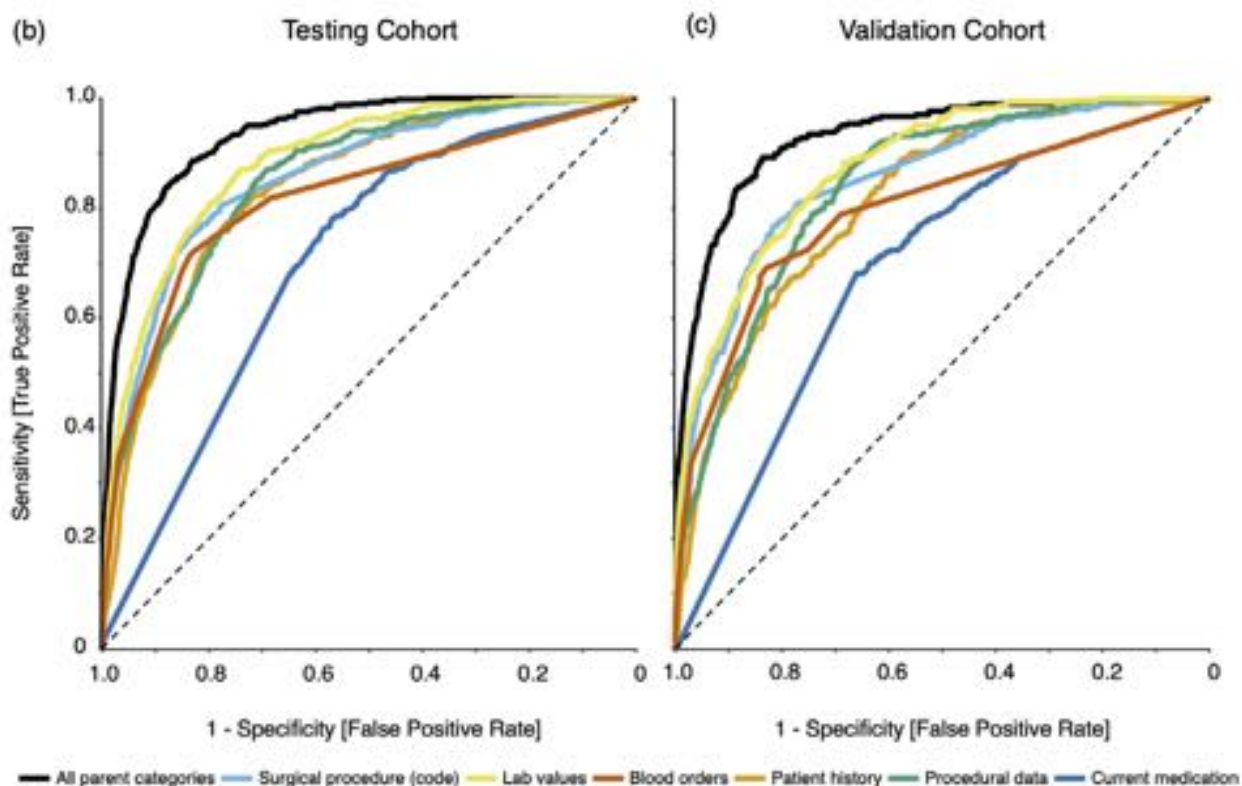 (b) Testing Cohort
(c) Validation Cohort
Sensitivity [True Positive Rate]
1.0
0.8
0.6
0.4
0.2
0
1.0 0.8 0.6 0.4 0.2 0
1.0 0.8 0.6 0.4 0.2 0
1 - Specificity [False Positive Rate]
1 - Specificity [False Positive Rate]
All parent categories Surgical procedure (code) Lab values Blood orders Patient history Procedural data Current medication